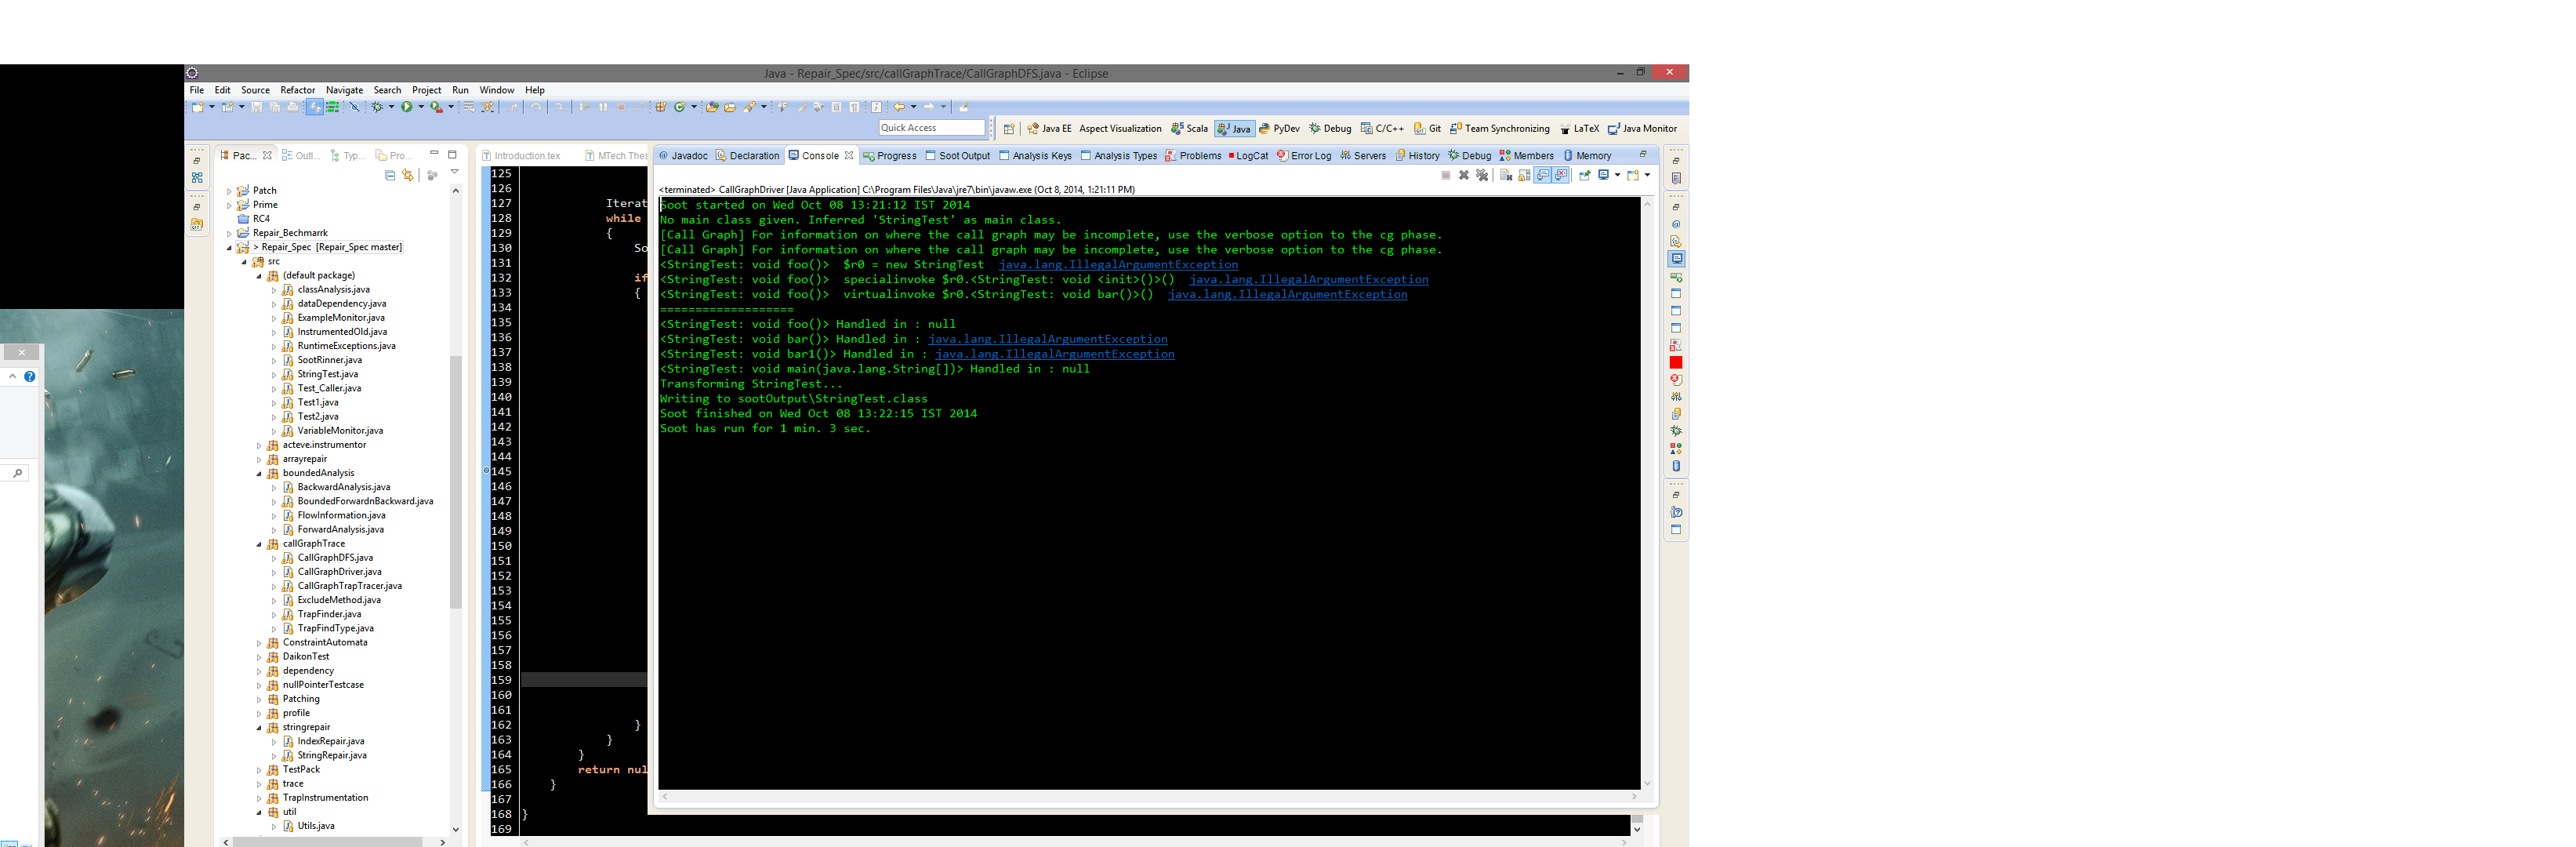 Java - Repair_Spec/src/callGraphTrace/CallGraphDFS.java - Eclipse
File Edit Source Refactor Navigate Search Project Run Window Help
Quick Access
Java EE Aspect Visualization Scala Java PyDev Debug C/C++ Git Team Synchronizing LaTeX Java Monitor
Pac... Outl... Typ... Pro...
Introduction.tex MTech Thes
Javadoc Declaration Console Progress Soot Output Analysis Keys Analysis Types Problems LogCat Error Log Servers History Debug Members Memory
Patch
Prime
RC4
Repair_Bechmarrk
> Repair_Spec [Repair_Spec master]
src
(default package)
classAnalysis.java
dataDependency.java
ExampleMonitor.java
InstrumentedOld.java
RuntimeExceptions.java
SootRinner.java
StringTest.java
Test_Caller.java
Test1.java
Test2.java
VariableMonitor.java
acteve.instrumentor
arrayrepair
boundedAnalysis
BackwardAnalysis.java
BoundedForwardnBackward.java
FlowInformation.java
ForwardAnalysis.java
callGraphTrace
CallGraphDFS.java
CallGraphDriver.java
CallGraphTrapTracer.java
ExcludeMethod.java
TrapFinder.java
TrapFindType.java
ConstraintAutomata
DaikonTest
dependency
nullPointerTestcase
Patching
profile
stringrepair
IndexRepair.java
StringRepair.java
TestPack
trace
TrapInstrumentation
util
Utils.java
125
126
127 Iterat
128 while
129 {
130 So
131
132 if
133 {
134
135
136
137
138
139
140
141
142
143
144
145
146
147
148
149
150
151
152
153
154
155
156
157
158
159
160
161
162 }
163 }
164 }
165 return nul
166 }
167
168 }
169
<terminated> CallGraphDriver [Java Application] C:\Program Files\Java\jre7\bin\javaw.exe (Oct 8, 2014, 1:21:11 PM)
Soot started on Wed Oct 08 13:21:12 IST 2014
No main class given. Inferred 'StringTest' as main class.
[Call Graph] For information on where the call graph may be incomplete, use the verbose option to the cg phase.
[Call Graph] For information on where the call graph may be incomplete, use the verbose option to the cg phase.
<StringTest: void foo()> $r0 = new StringTest java.lang.IllegalArgumentException
<StringTest: void foo()> specialinvoke $r0.<StringTest: void <init>()>() java.lang.IllegalArgumentException
<StringTest: void foo()> virtualinvoke $r0.<StringTest: void bar()>() java.lang.IllegalArgumentException
===================
<StringTest: void foo()> Handled in : null
<StringTest: void bar()> Handled in : java.lang.IllegalArgumentException
<StringTest: void bar1()> Handled in : java.lang.IllegalArgumentException
<StringTest: void main(java.lang.String[])> Handled in : null
Transforming StringTest...
Writing to sootOutput\StringTest.class
Soot finished on Wed Oct 08 13:22:15 IST 2014
Soot has run for 1 min. 3 sec.